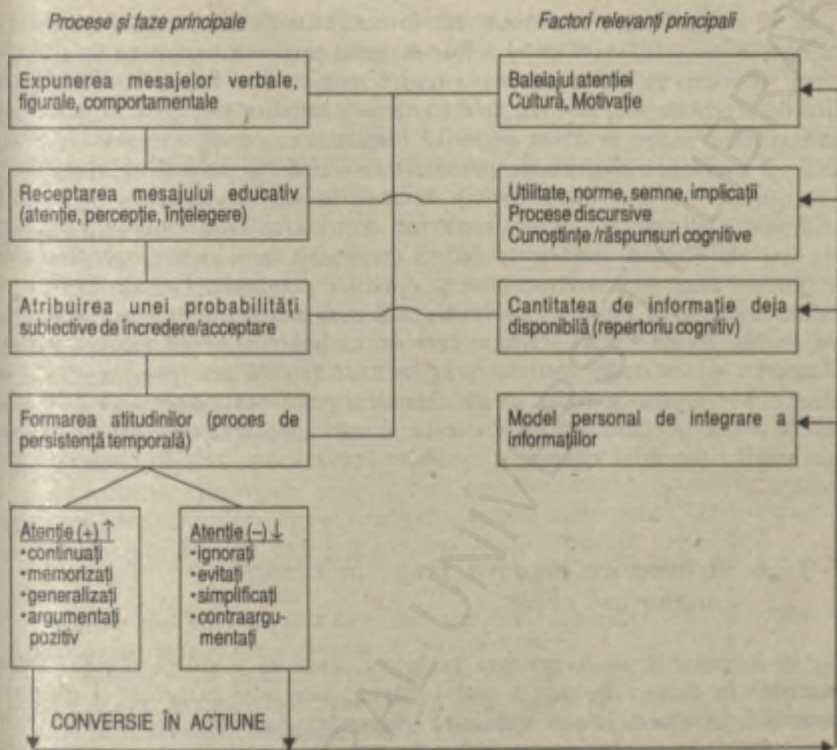 Procese și faze principale
Factori relevanți principali
Expunerea mesajelor verbale,
figurale, comportamentale
Baleiajul atenției
Cultură, Motivație
Receptarea mesajului educativ
(atenție, percepție, înțelegere)
Utilitate, norme, semne, implicații
Procese discursive
Cunoștințe/răspunsuri cognitive
Atribuirea unei probabilități
subiective de încredere/acceptare
Cantitatea de informație deja
disponibilă (repertoriu cognitiv)
Formarea atitudinilor (proces de
persistență temporală)
Model personal de integrare a
informațiilor
Atenție (+) ↑
•continuați
•memorizați
•generalizați
•argumentați
pozitiv
Atenție (–) ↓
•ignorați
•evitați
•simplificați
•contraargu-
mentați
CONVERSIE ÎN ACȚIUNE